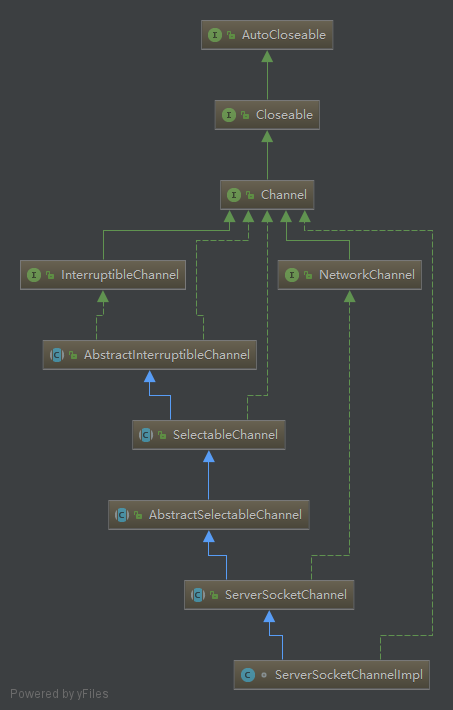 AutoCloseable
Closeable
Channel
InterruptibleChannel
NetworkChannel
AbstractInterruptibleChannel
SelectableChannel
AbstractSelectableChannel
ServerSocketChannel
ServerSocketChannelImpl
Powered by yFiles